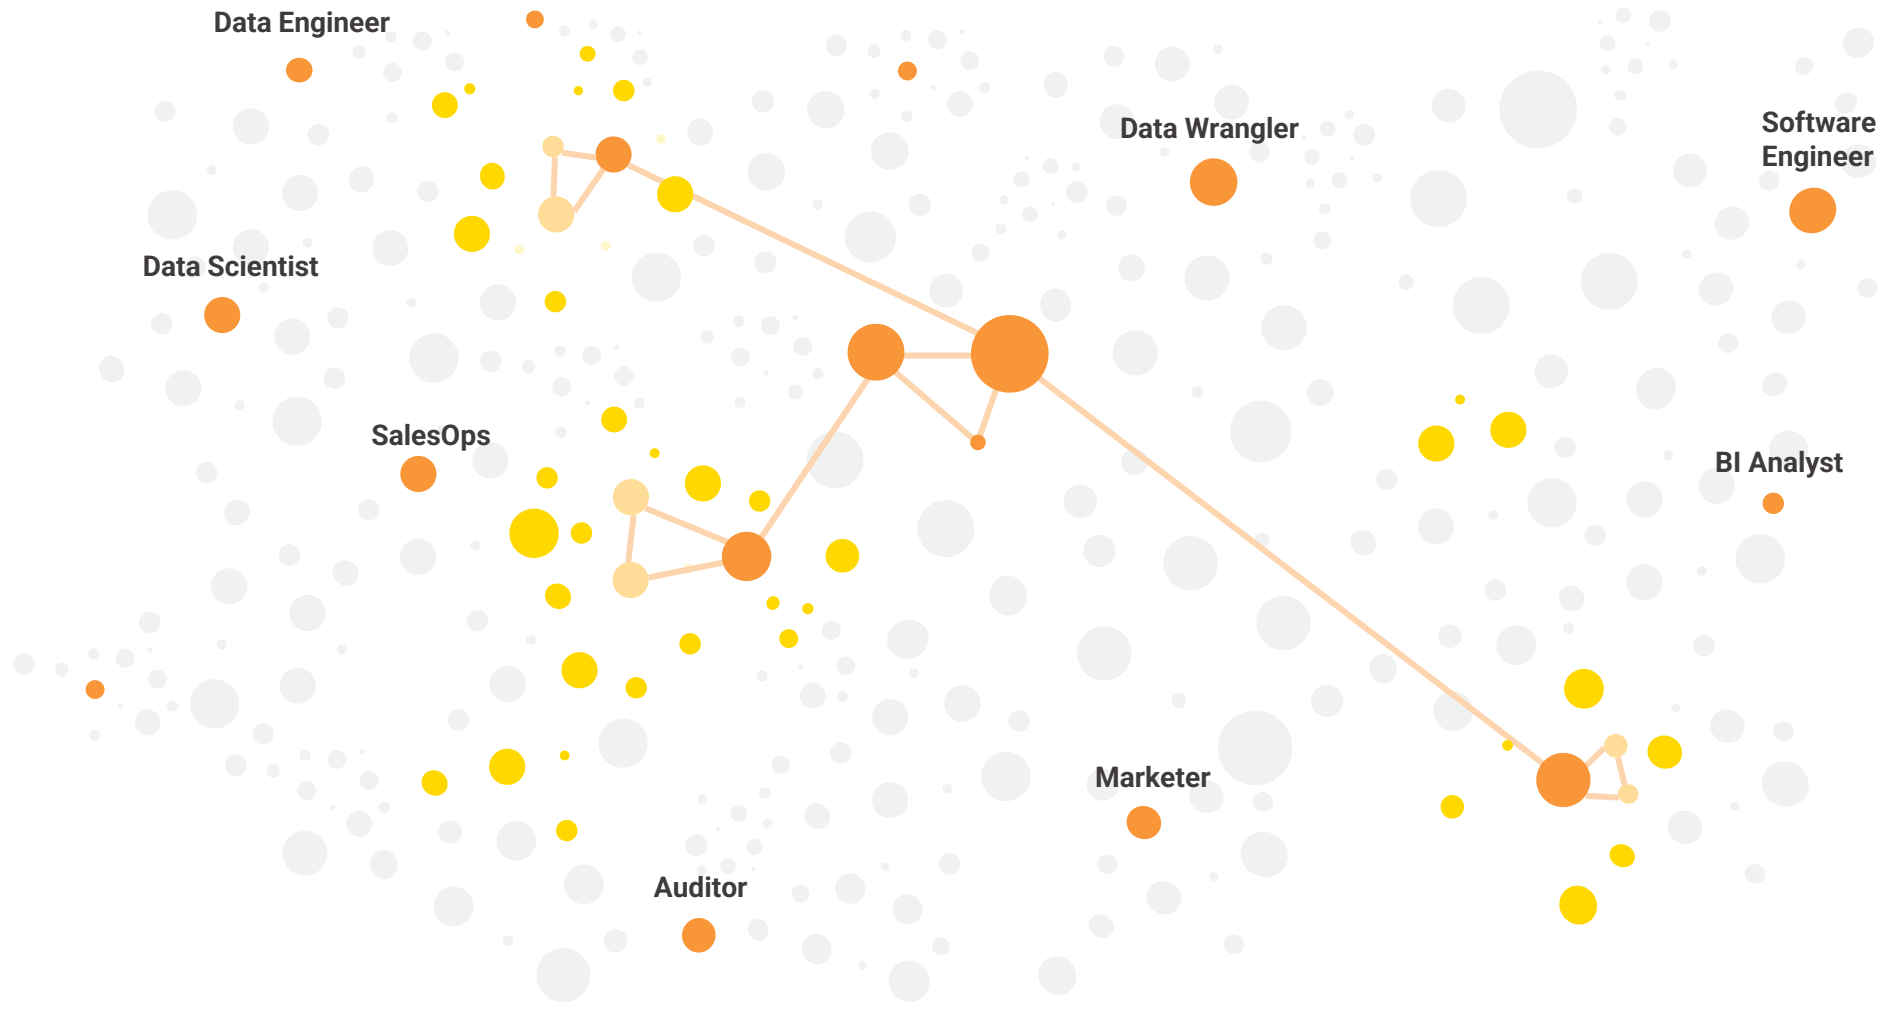 Data Engineer
Data Wrangler
Software
Engineer
Data Scientist
SalesOps
BI Analyst
Marketer
Auditor